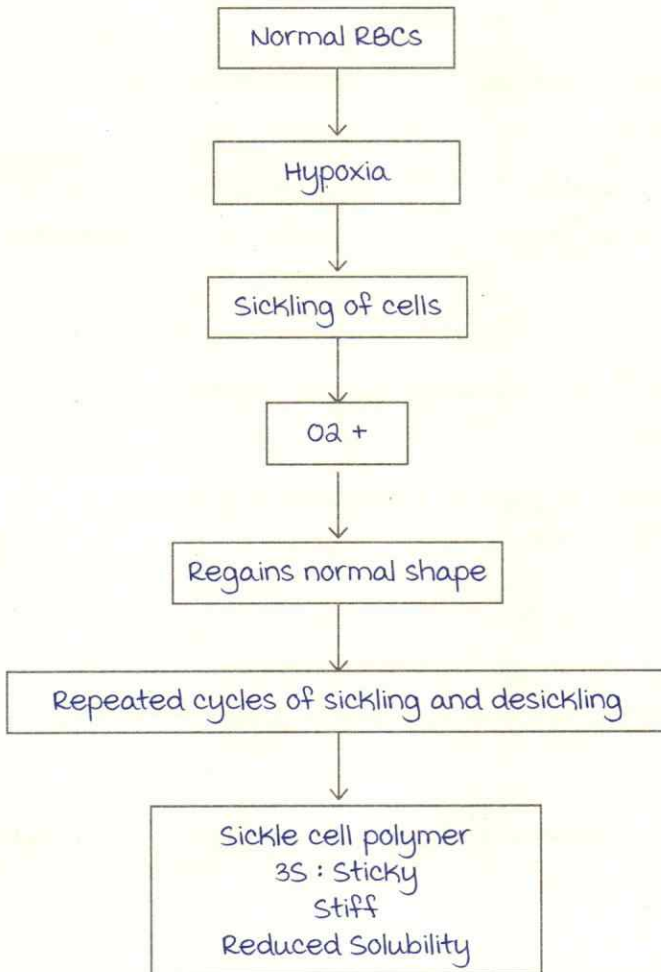 Normal RBCs
Hypoxia
Sickling of cells
O2 +
Regains normal shape
Repeated cycles of sickling and desickling
Sickle cell polymer
3S : Sticky
Stiff
Reduced Solubility